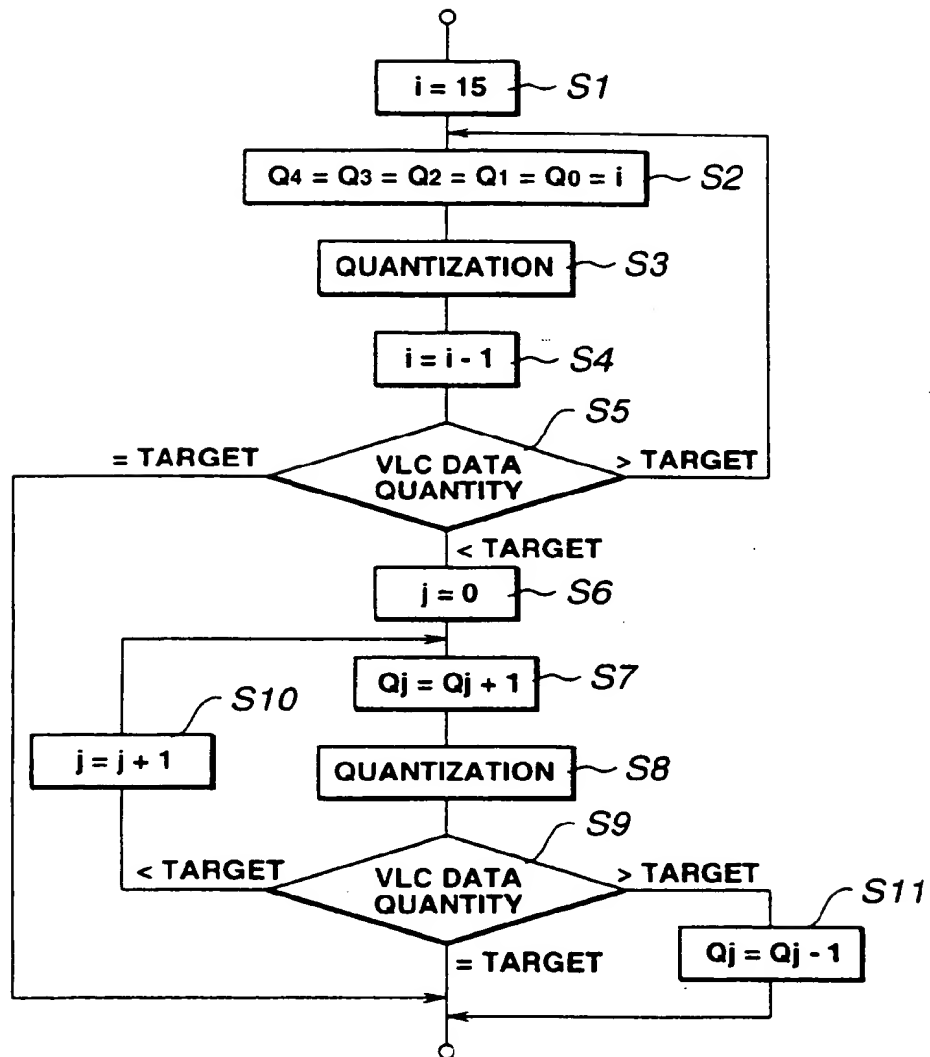 i = 15
S1
Q4 = Q3 = Q2 = Q1 = Q0 = i
S2
QUANTIZATION
S3
i = i - 1
S4
S5
= TARGET
VLC DATA
QUANTITY
> TARGET
< TARGET
j = 0
S6
Qj = Qj + 1
S7
S10
j = j + 1
QUANTIZATION
S8
S9
< TARGET
VLC DATA
QUANTITY
> TARGET
S11
= TARGET
Qj = Qj - 1